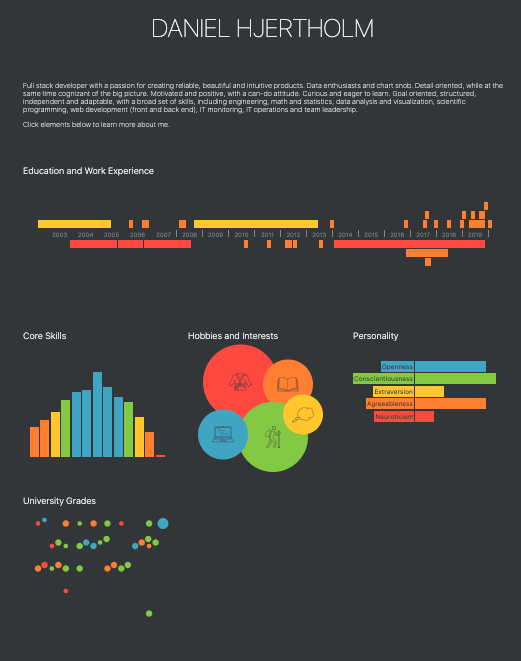 DANIEL HJERTHOLM
Full stack developer with a passion for creating reliable, beautiful and intuitive products. Data enthusiasts and chart snob. Detail oriented, while at the
same time cognizant of the big picture. Motivated and positive, with a can-do attitude. Curious and eager to learn. Goal oriented, structured,
independent and adaptable, with a broad set of skills, including engineering, math and statistics, data analysis and visualization, scientific
programming, web development (front and back end), IT monitoring, IT operations and team leadership.
Click elements below to learn more about me.
Education and Work Experience
2003 2004 2005 2006 2007 2008 2009 2010 2011 2012 2013 2014 2015 2016 2017 2018 2019
Core Skills
Hobbies and Interests
Personality
Openness
Conscientiousness
Extraversion
Agreeableness
Neuroticism
University Grades